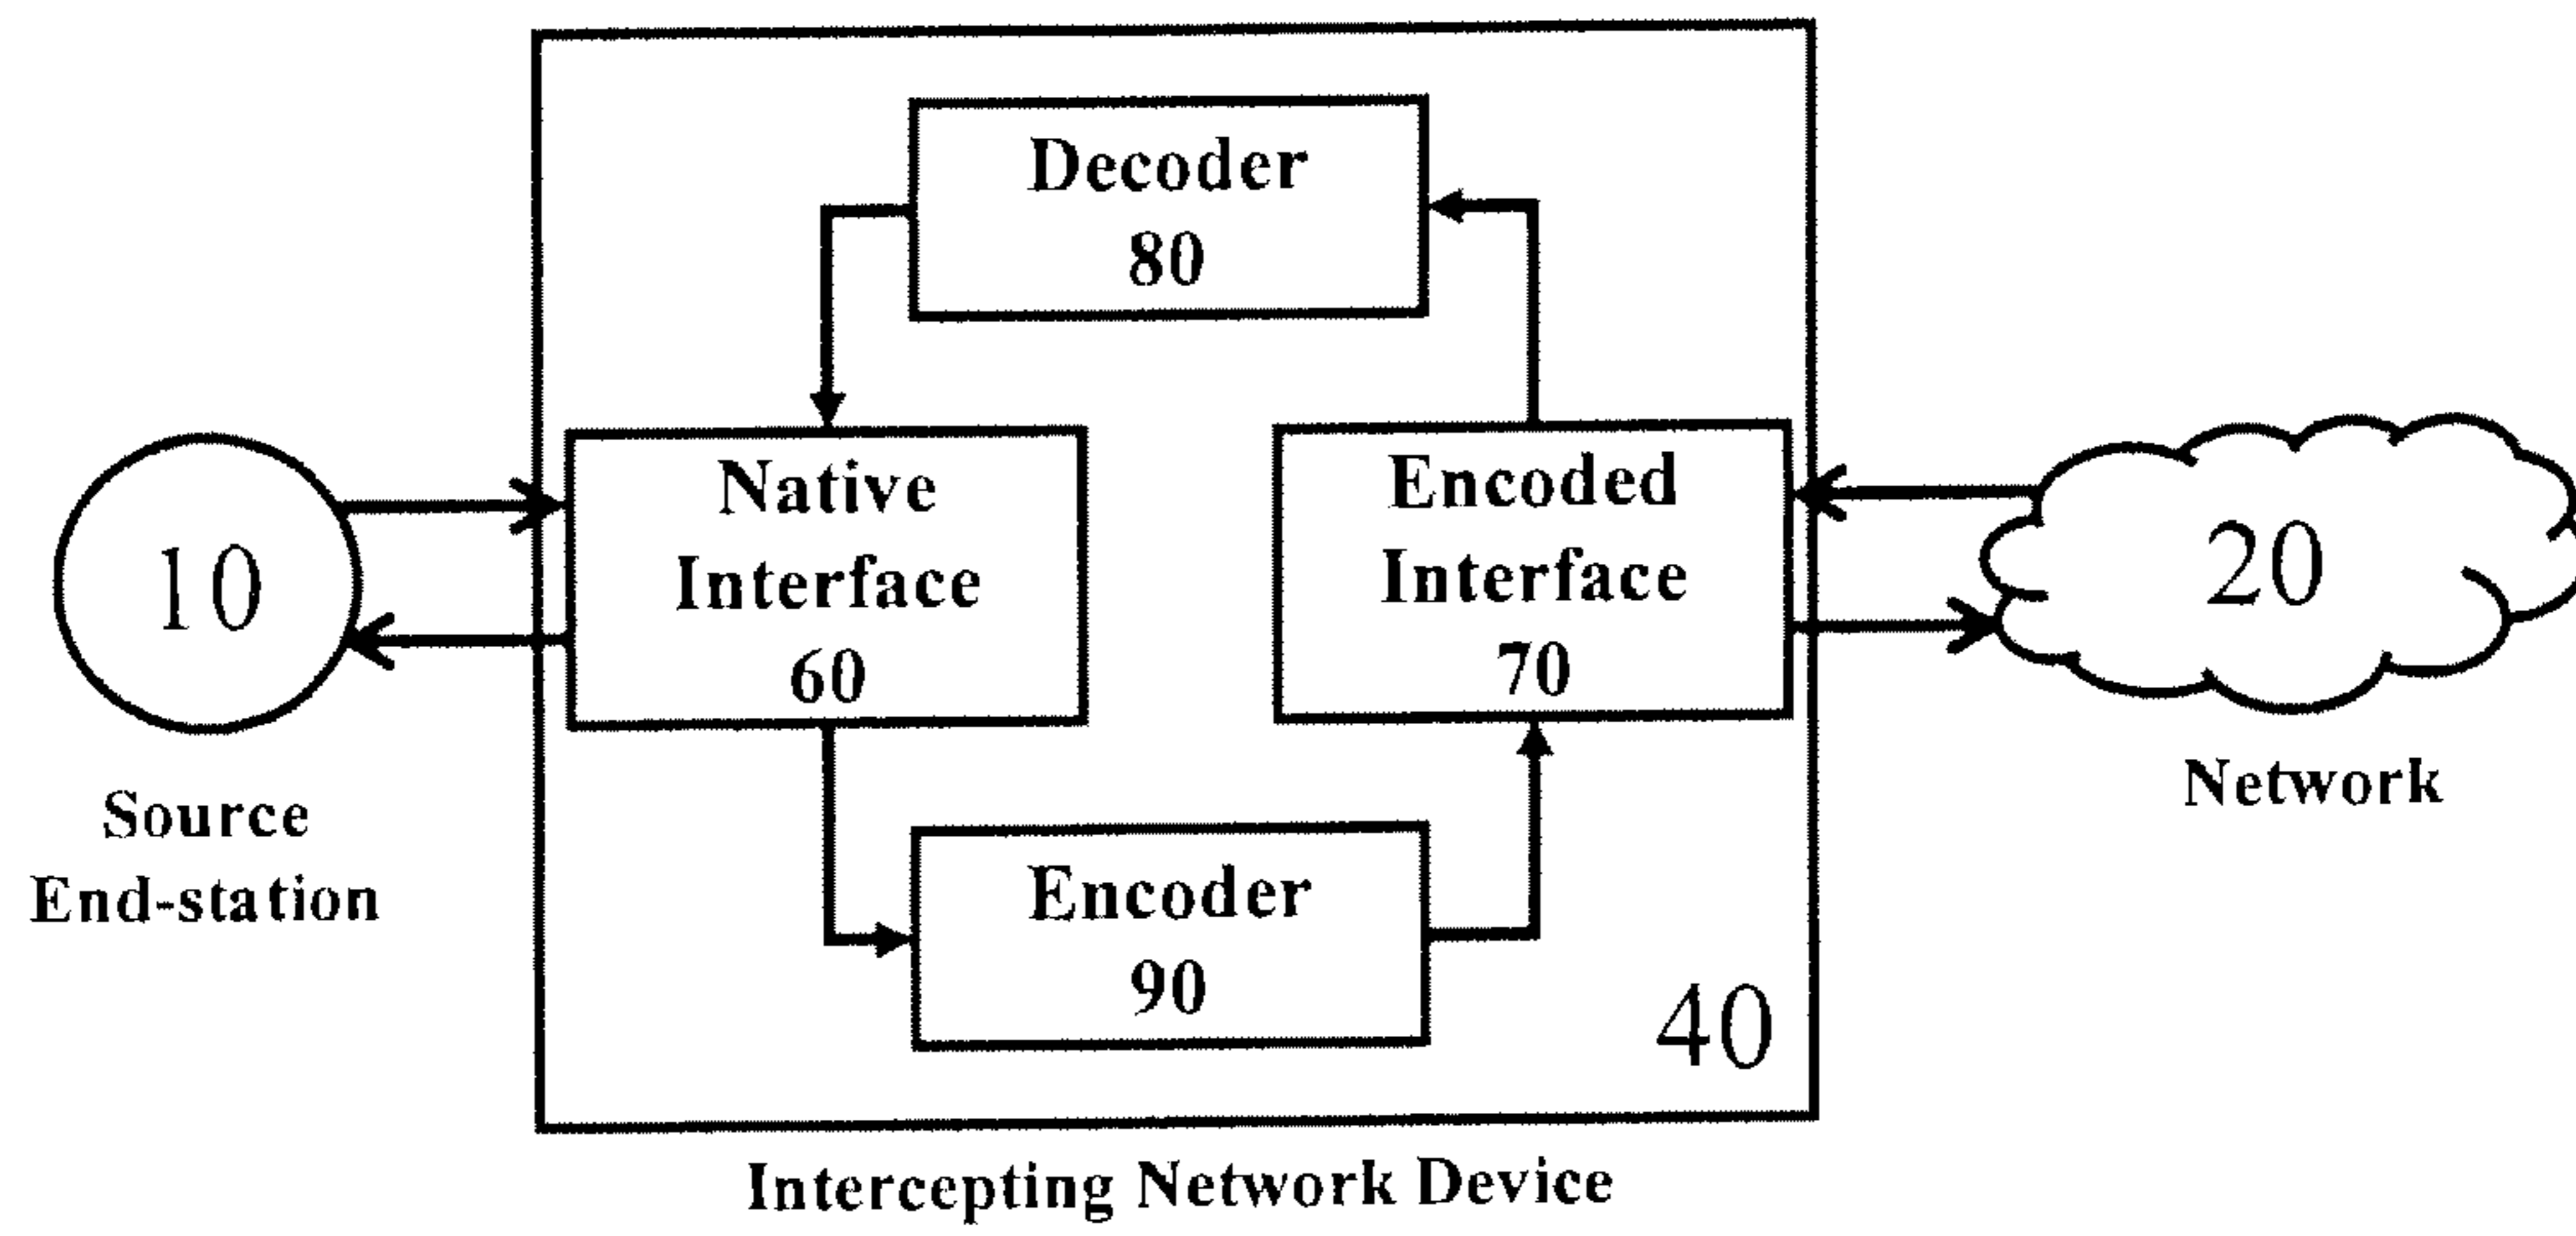 Decoder
80
Native
Interface
60
Encoded
Interface
70
10
20
Source
End-station
Network
Encoder
90
40
Intercepting Network Device